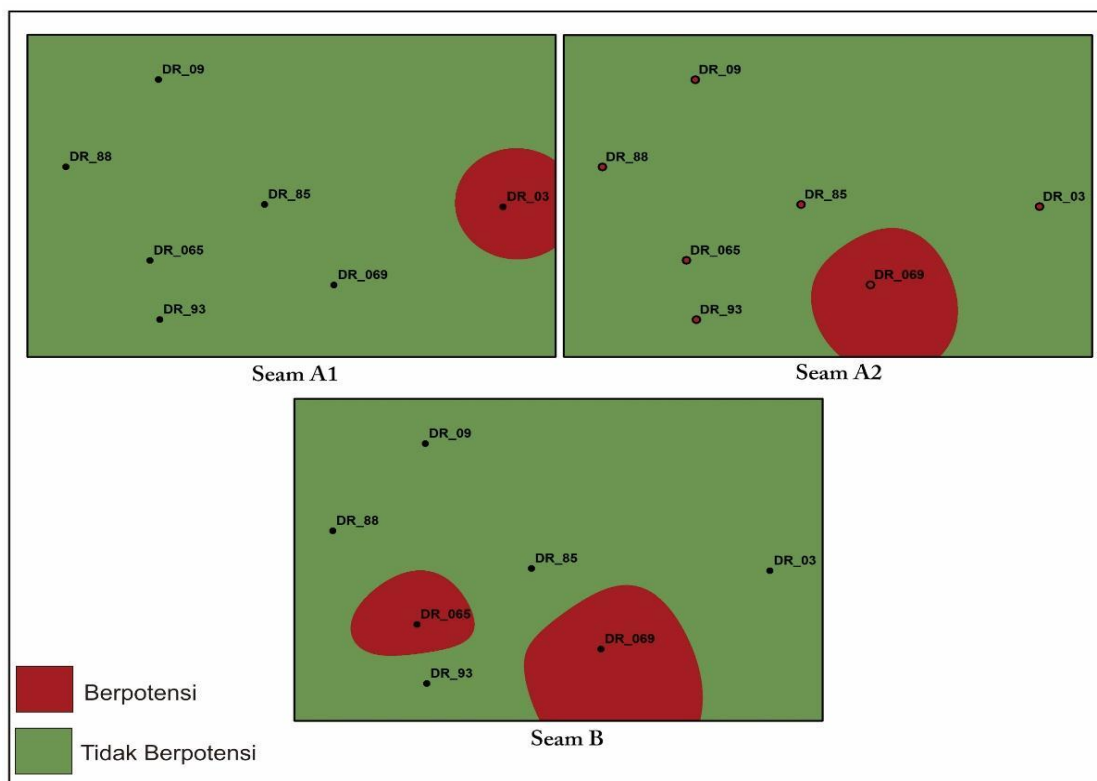 DR_09
DR_88
DR_85
DR_03
DR_065
DR_069
DR_93
Seam A1
DR_09
DR_88
DR_85
DR_03
DR_065
DR_069
DR_93
Seam A2
DR_09
DR_88
DR_85
DR_03
DR_065
DR_069
DR_93
Seam B
Berpotensi
Tidak Berpotensi